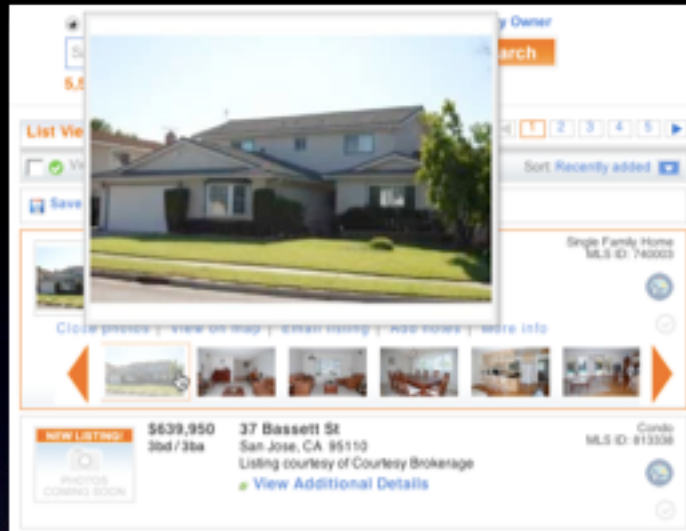 y Owner
arch
List Vie
1 2 3 4 5
Sort: Recently added
Save
Single Family Home
MLS ID: 740003
Close photos | View on map | Email listing | Add notes | More info
NEW LISTING!
PHOTOS
COMING SOON
$639,950
3bd / 3ba
37 Bassett St
San Jose, CA 95110
Listing courtesy of Courtesy Brokerage
View Additional Details
Condo
MLS ID: 813338